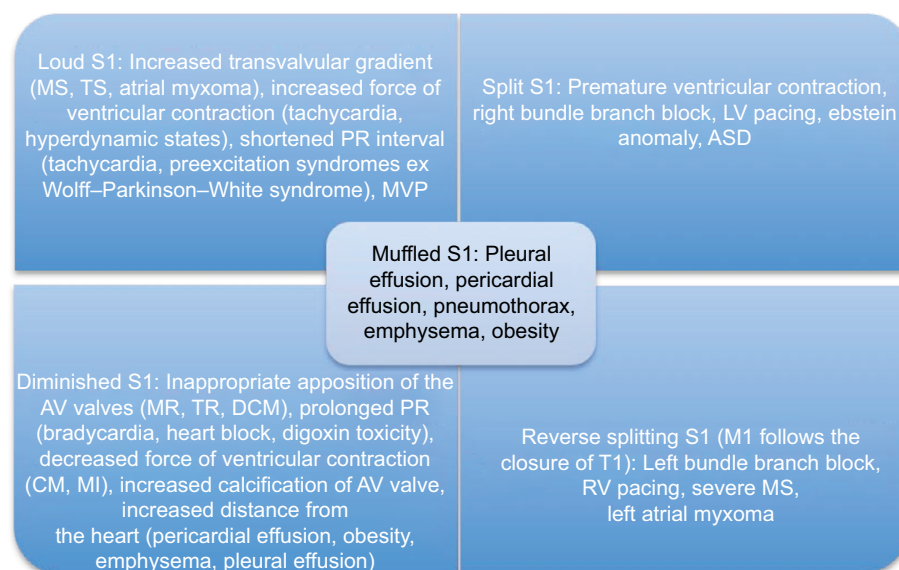 Loud S1: Increased transvalvular gradient
(MS, TS, atrial myxoma), increased force of
ventricular contraction (tachycardia,
hyperdynamic states), shortened PR interval
(tachycardia, preexcitation syndromes ex
Wolff–Parkinson–White syndrome), MVP
Split S1: Premature ventricular contraction,
right bundle branch block, LV pacing, ebstein
anomaly, ASD
Muffled S1: Pleural
effusion, pericardial
effusion, pneumothorax,
emphysema, obesity
Diminished S1: Inappropriate apposition of the
AV valves (MR, TR, DCM), prolonged PR
(bradycardia, heart block, digoxin toxicity),
decreased force of ventricular contraction
(CM, MI), increased calcification of AV valve,
increased distance from
the heart (pericardial effusion, obesity,
emphysema, pleural effusion)
Reverse splitting S1 (M1 follows the
closure of T1): Left bundle branch block,
RV pacing, severe MS,
left atrial myxoma